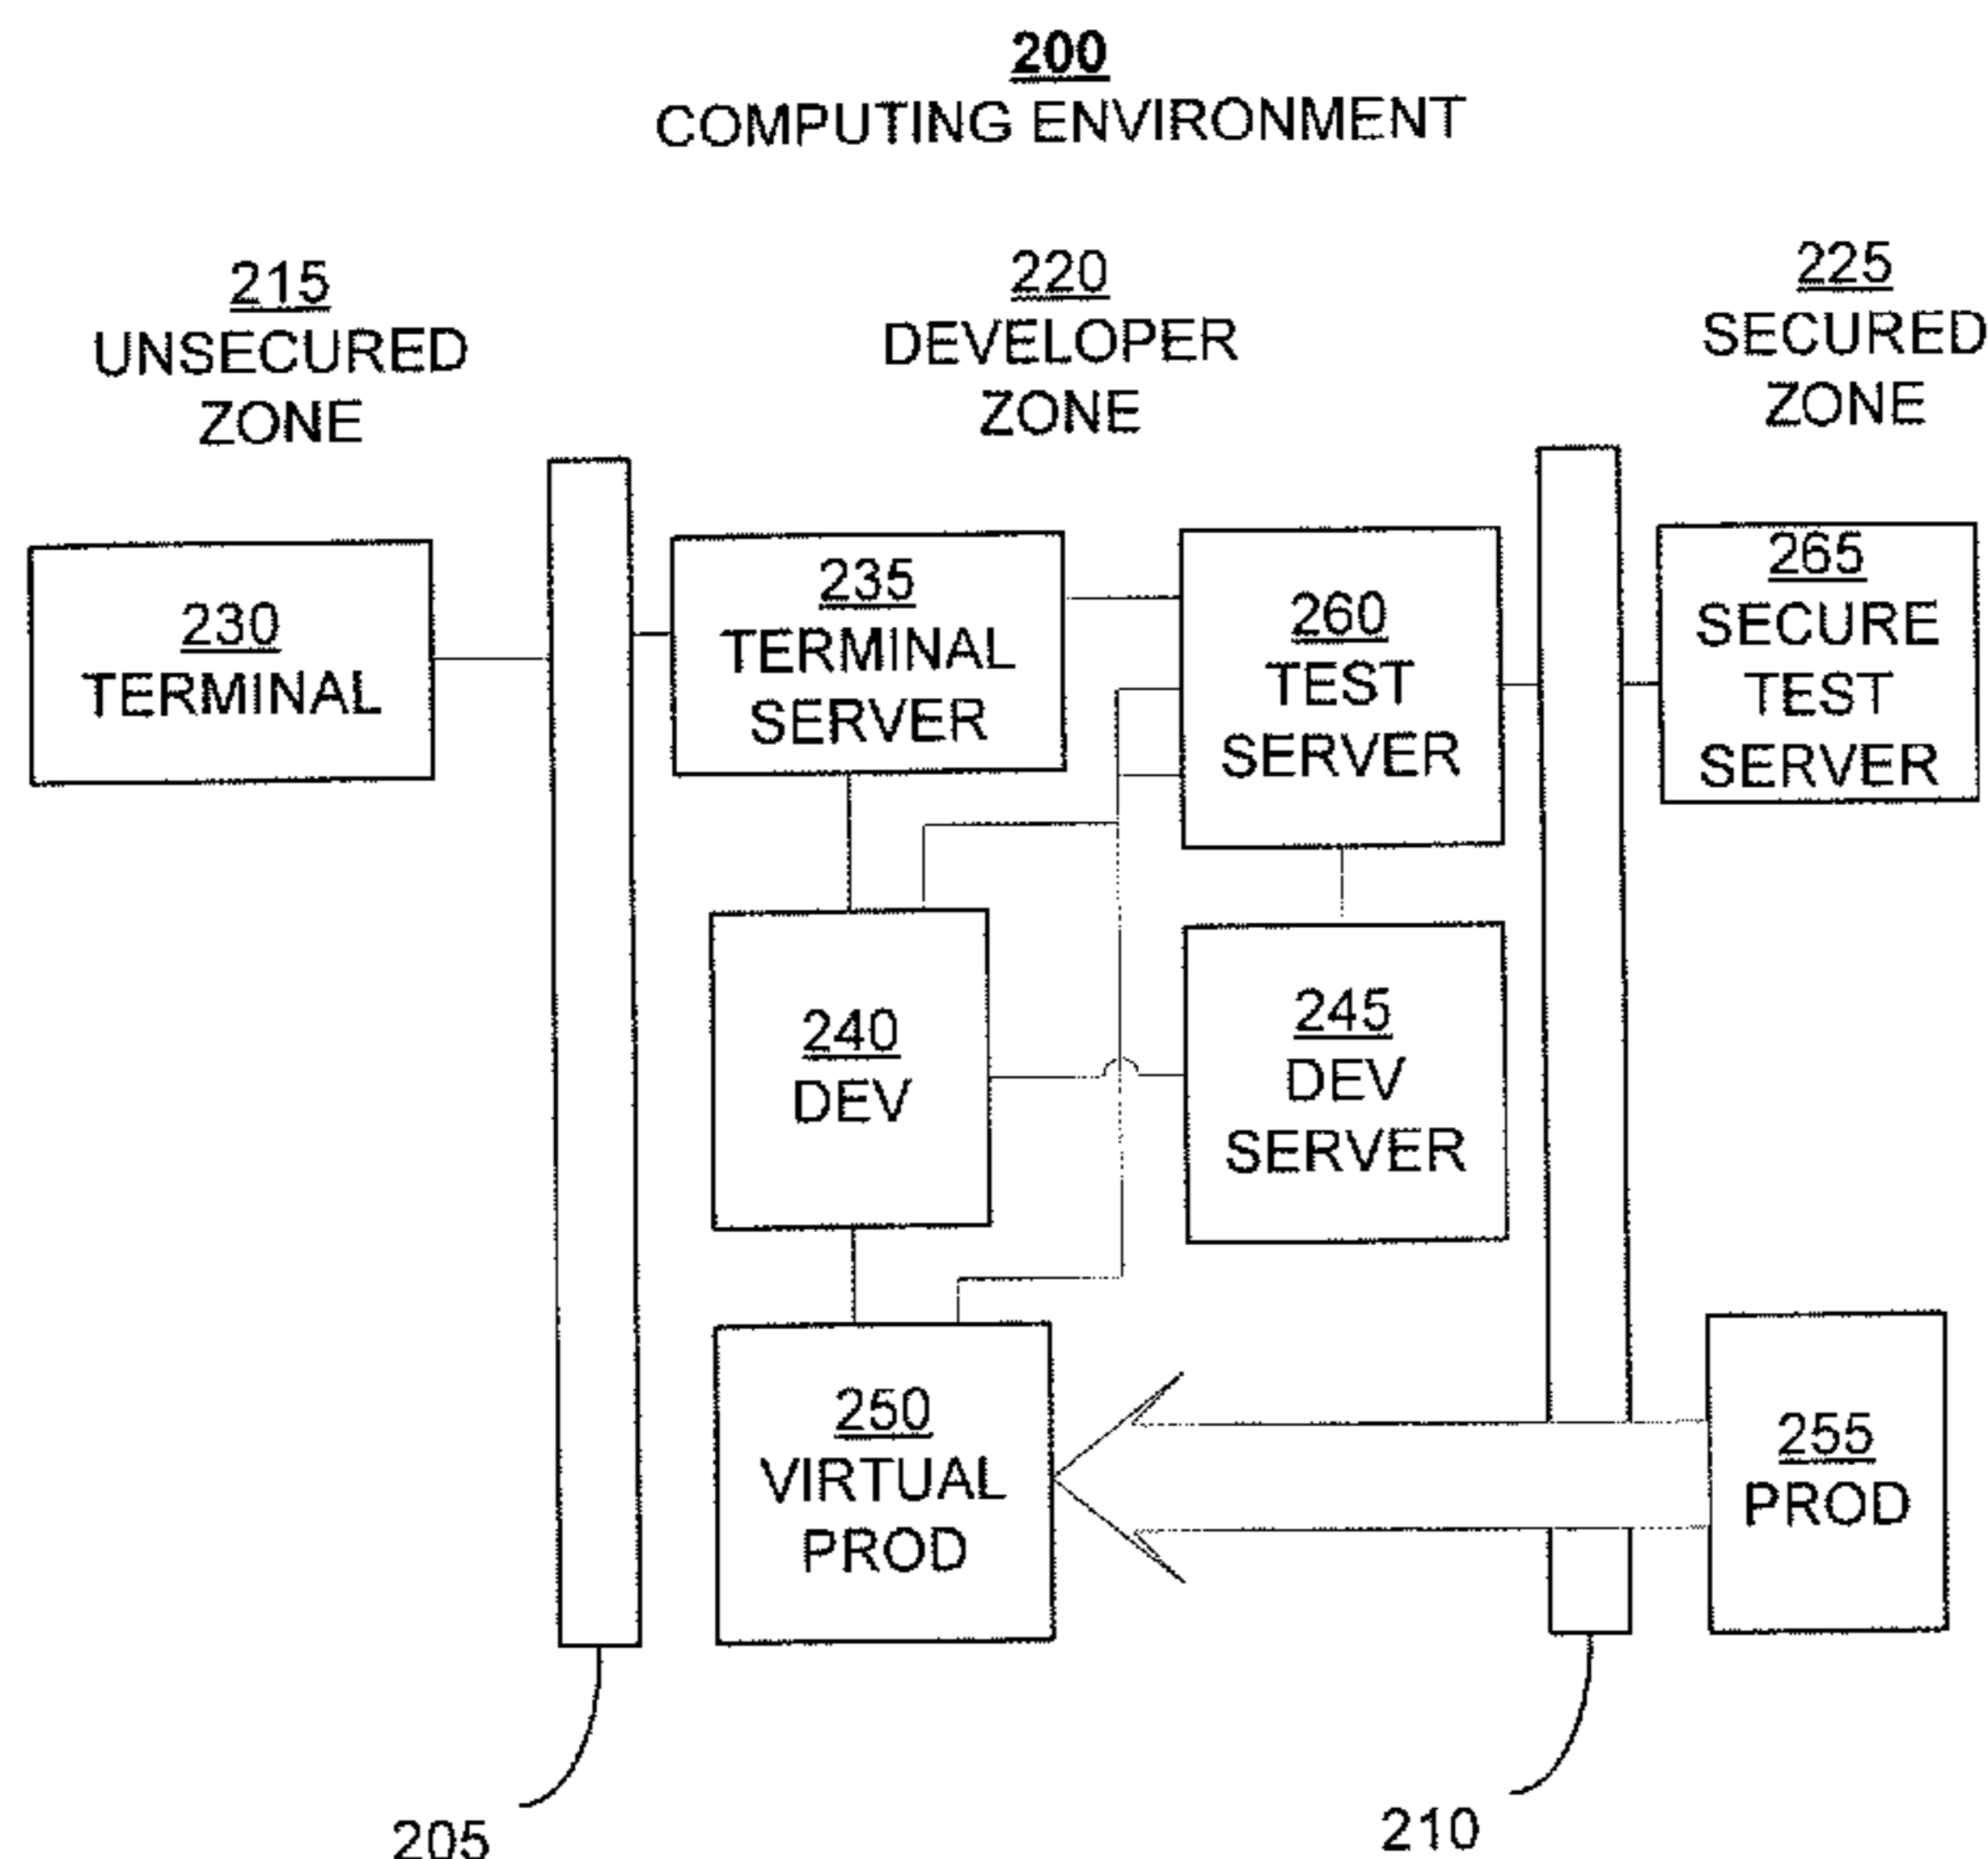 200
COMPUTING ENVIRONMENT
215
UNSECURED
ZONE
220
DEVELOPER
ZONE
225
SECURED
ZONE
230
TERMINAL
235
TERMINAL
SERVER
260
TEST
SERVER
265
SECURE
TEST
SERVER
240
DEV
245
DEV
SERVER
250
VIRTUAL
PROD
255
PROD
205
210